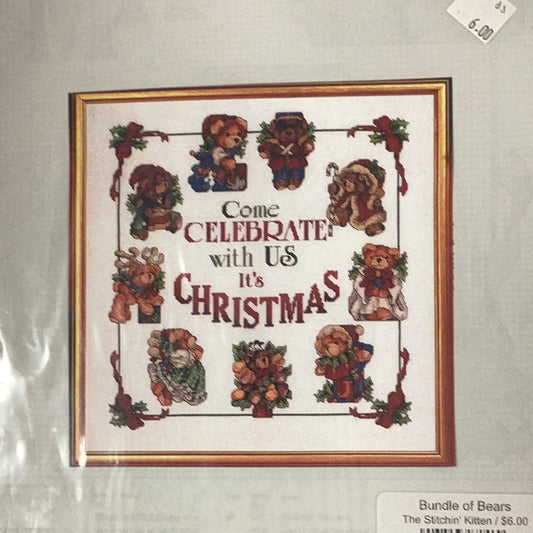 6.00
Come
CELEBRATE
with US
It's
CHRISTMAS
Bundle of Bears
The Stitchin' Kitten / $6.00